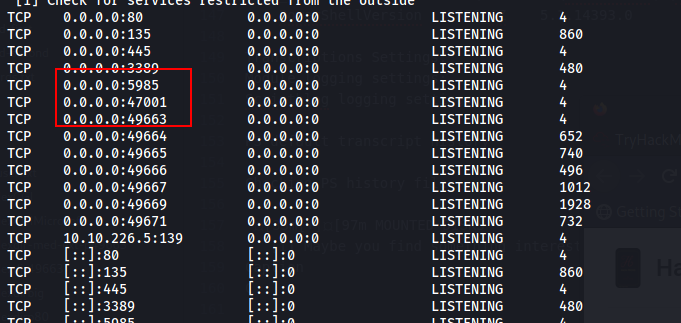 [i] Check for services restricted from the outside
TCP 0.0.0.0:80 0.0.0.0:0 LISTENING 4
TCP 0.0.0.0:135 0.0.0.0:0 LISTENING 860
TCP 0.0.0.0:445 0.0.0.0:0 LISTENING 4
TCP 0.0.0.0:3389 0.0.0.0:0 LISTENING 480
TCP 0.0.0.0:5985 0.0.0.0:0 LISTENING 4
TCP 0.0.0.0:47001 0.0.0.0:0 LISTENING 4
TCP 0.0.0.0:49663 0.0.0.0:0 LISTENING 4
TCP 0.0.0.0:49664 0.0.0.0:0 LISTENING 652
TCP 0.0.0.0:49665 0.0.0.0:0 LISTENING 740
TCP 0.0.0.0:49666 0.0.0.0:0 LISTENING 496
TCP 0.0.0.0:49667 0.0.0.0:0 LISTENING 1012
TCP 0.0.0.0:49669 0.0.0.0:0 LISTENING 1928
TCP 0.0.0.0:49671 0.0.0.0:0 LISTENING 732
TCP 10.10.226.5:139 0.0.0.0:0 LISTENING 4
TCP [::]:80 [::]:0 LISTENING 4
TCP [::]:135 [::]:0 LISTENING 860
TCP [::]:445 [::]:0 LISTENING 4
TCP [::]:3389 [::]:0 LISTENING 480
TCP [::]:5985 [::]:0 LISTENING 4
TryHackM
Getting S
Ha